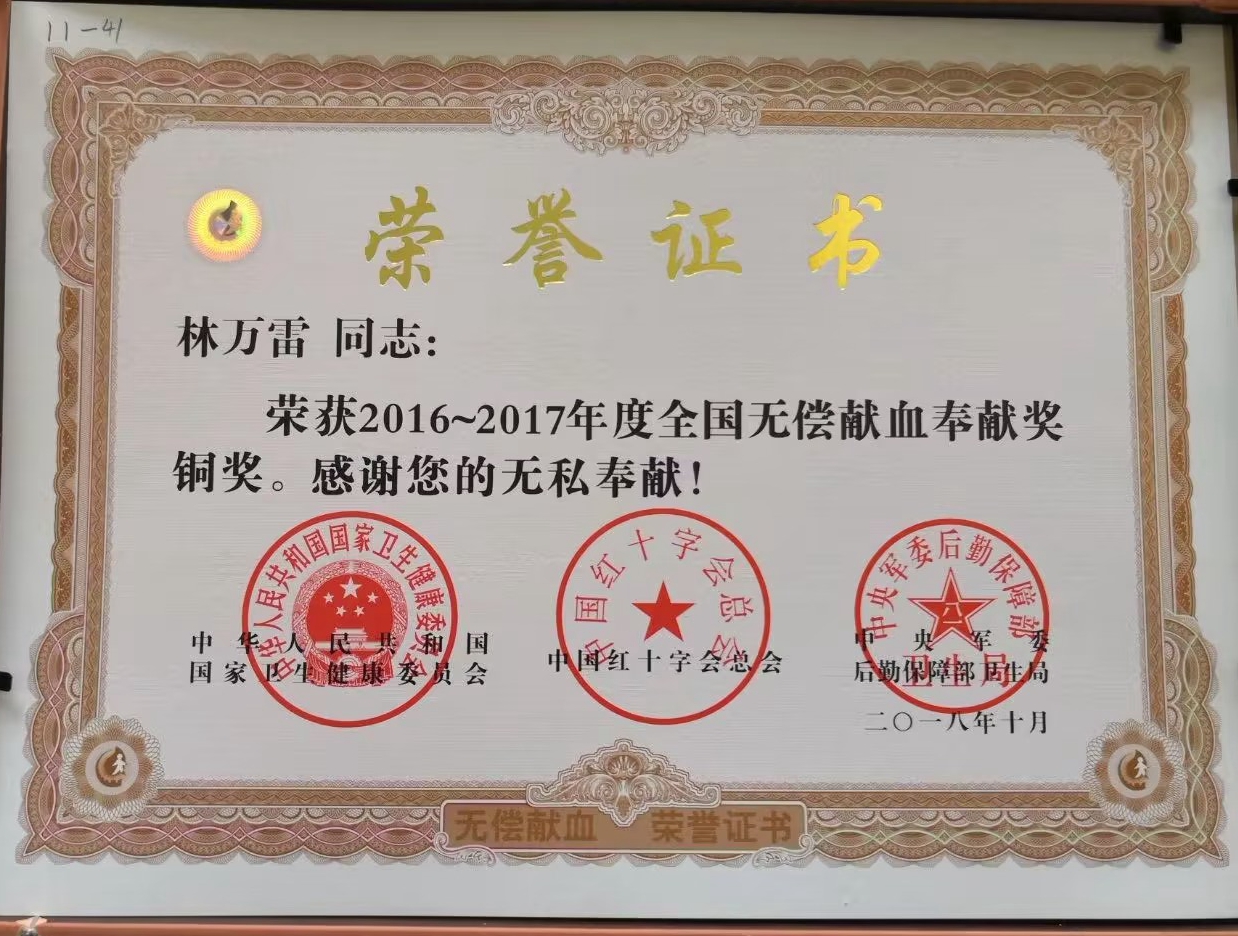 11-41
荣誉证书
林万雷 同志:
荣获2016~2017年度全国无偿献血奉献奖
铜奖。感谢您的无私奉献!
中华人民共和国国家卫生健康委员会
中国红十字会总会
中央军委后勤保障部
卫生局
中华人民共和国
国家卫生健康委员会
中国红十字会总会
中央军委
后勤保障部卫生局
二〇一八年十月
无偿献血 荣誉证书